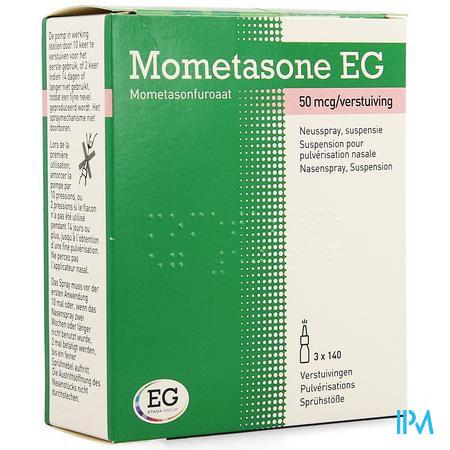 De pomp in werking
stellen door 10 keer te
verstuiven voor het
eerste gebruik, of 2 keer
indien 14 dagen of
langer niet gebruikt,
totdat een fijne nevel
geproduceerd wordt. Het
spraymechanisme niet
doorboren.
Lors de la
première
utilisation,
amorcer la
pompe par
10 pressions, ou
2 pressions si le flacon
n'a pas été utilisé
pendant 14 jours ou
plus, jusqu'à l'obtention
d'une fine pulvérisation.
Ne percez pas
l'applicateur nasal.
Das Spray muss vor der
ersten Anwendung
10 mal oder, wenn das
Nasenspray zwei
Wochen oder länger
nicht benutzt wurde,
2 mal betätigt werden,
bis ein feiner
Sprühnebel auftritt.
Die Austrittsöffnung des
Nasenstücks nicht
durchstechen.
Mometasone EG
Mometasonfuroaat
50 mcg/verstuiving
Neusspray, suspensie
Suspension pour
pulvérisation nasale
Nasenspray, Suspension
3 x 140
Verstuivingen
Pulvérisations
Sprühstöße
EG
STADA GROUP
IPM